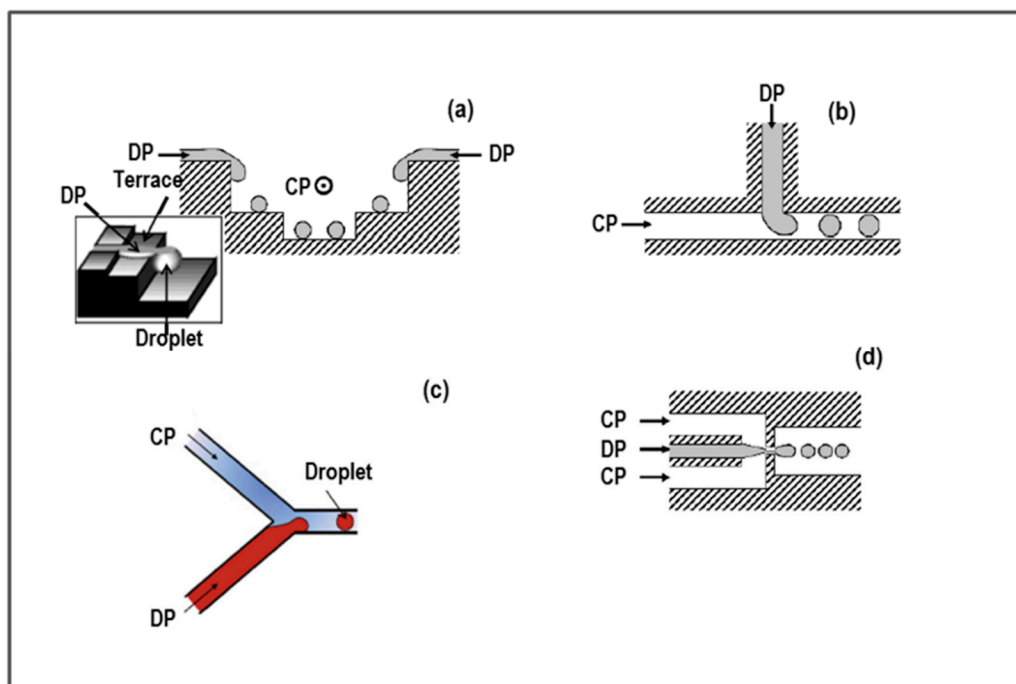 (a)
DP
DP
CP
Terrace
DP
Droplet
(b)
DP
CP
(c)
CP
Droplet
DP
(d)
CP
DP
CP